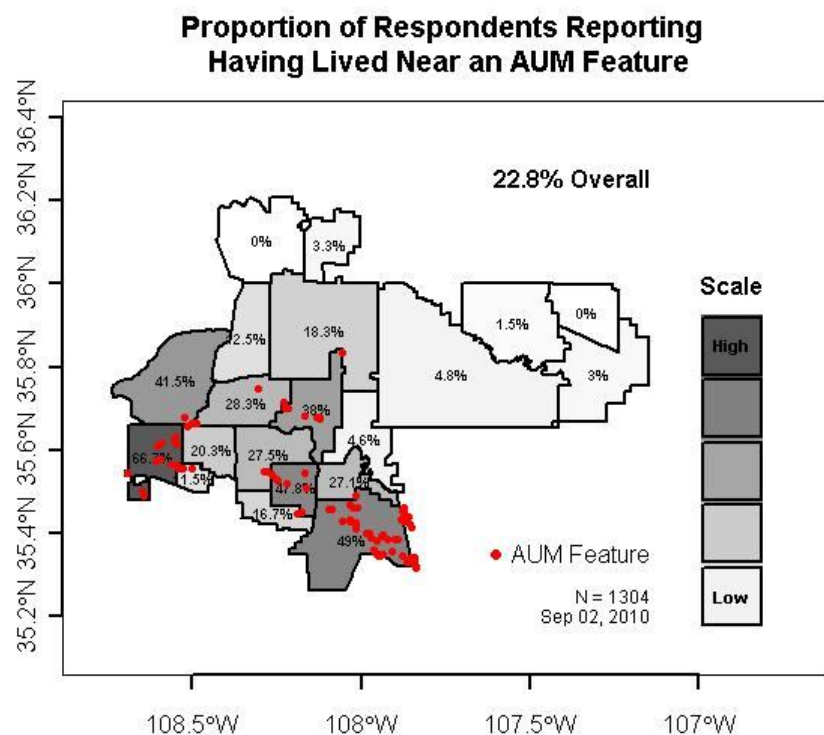 Proportion of Respondents Reporting
Having Lived Near an AUM Feature
36.4°N
36.2°N
36°N
35.8°N
35.6°N
35.4°N
35.2°N
22.8% Overall
0%
3.3%
18.3%
2.5%
1.5%
0%
4.8%
3%
41.5%
28.3%
38%
4.6%
66.7%
20.3%
27.5%
1.5%
47.8%
27.1%
16.7%
49%
Scale
High
Low
AUM Feature
N = 1304
Sep 02, 2010
108.5°W
108°W
107.5°W
107°W